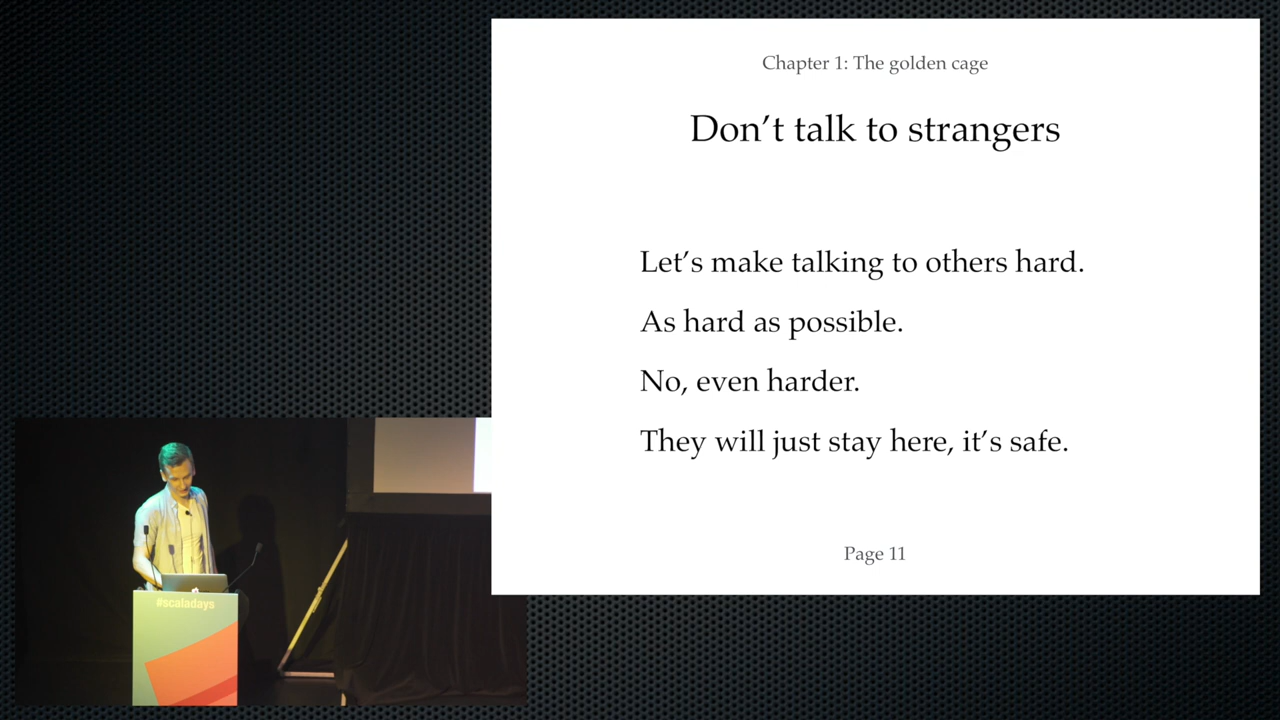 Chapter 1: The golden cage
Don’t talk to strangers
Let’s make talking to others hard.
As hard as possible.
No, even harder.
They will just stay here, it’s safe.
Page 11
#scaladays